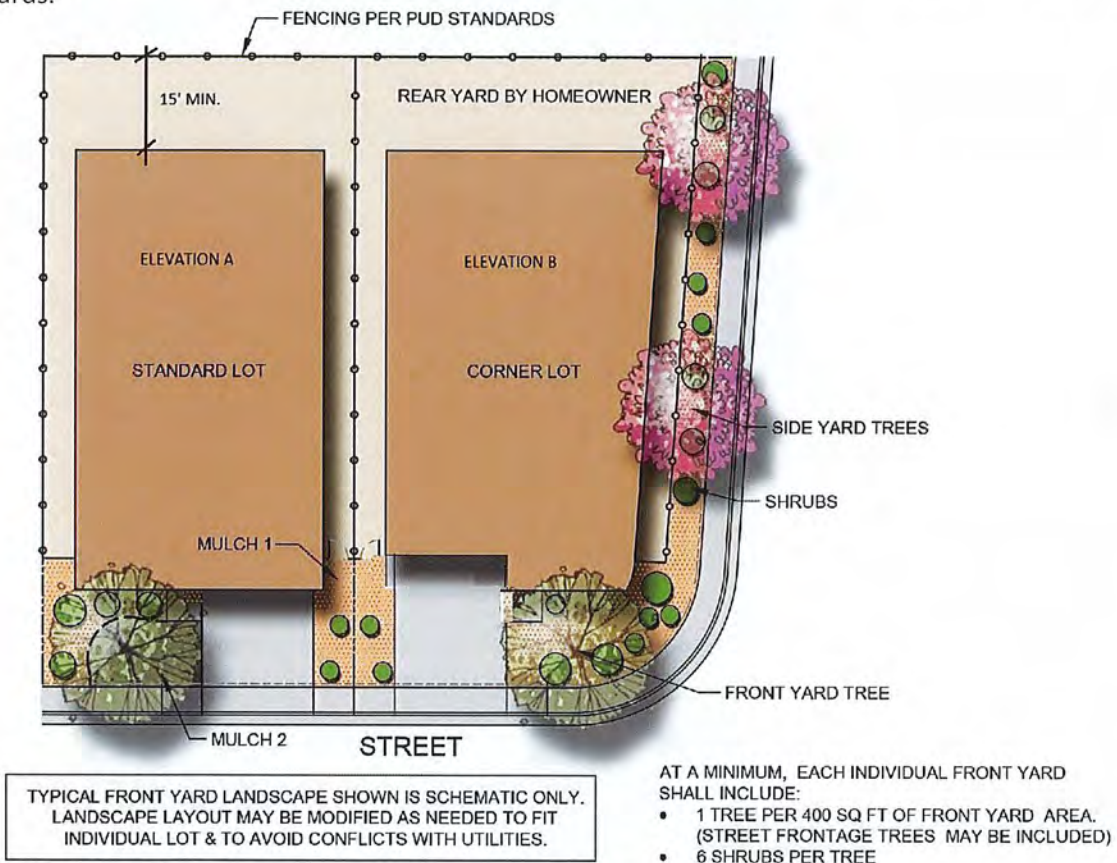 FENCING PER PUD STANDARDS
15' MIN.
REAR YARD BY HOMEOWNER
ELEVATION A
ELEVATION B
STANDARD LOT
CORNER LOT
SIDE YARD TREES
SHRUBS
MULCH 1
FRONT YARD TREE
MULCH 2
STREET
TYPICAL FRONT YARD LANDSCAPE SHOWN IS SCHEMATIC ONLY.
LANDSCAPE LAYOUT MAY BE MODIFIED AS NEEDED TO FIT
INDIVIDUAL LOT & TO AVOID CONFLICTS WITH UTILITIES.
AT A MINIMUM, EACH INDIVIDUAL FRONT YARD
SHALL INCLUDE:
• 1 TREE PER 400 SQ FT OF FRONT YARD AREA.
(STREET FRONTAGE TREES MAY BE INCLUDED)
• 6 SHRUBS PER TREE